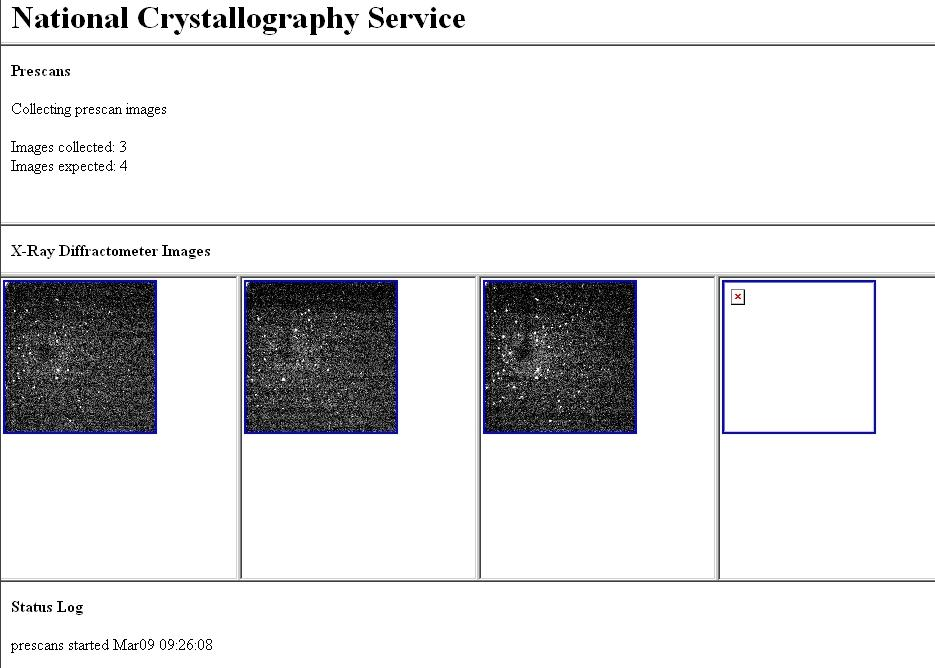 National Crystallography Service
Prescans
Collecting prescan images
Images collected: 3
Images expected: 4
X-Ray Diffractometer Images
Status Log
prescans started Mar09 09:26:08